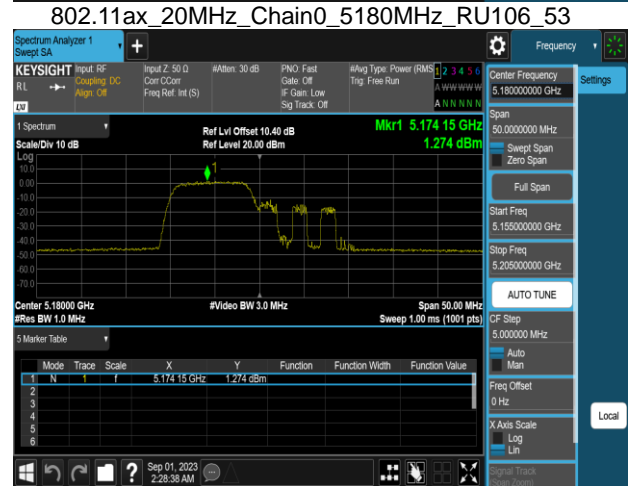 802.11ax_20MHz_Chain0_5180MHz_RU106_53
Spectrum Analyzer 1
Swept SA
Frequency
KEYSIGHT Input: RF Input Z: 50 Ω #Atten: 30 dB PNO: Fast #Avg Type: Power (RMS 1 2 3 4 5 6
RL Coupling: DC Corr CCorr Gate: Off Trig: Free Run A W W W W W
Align: Off Freq Ref: Int (S) IF Gain: Low
Sig Track: Off A N N N N N
LXI
Center Frequency
5.180000000 GHz
Settings
Span
50.0000000 MHz
Swept Span
Zero Span
Full Span
Start Freq
5.155000000 GHz
Stop Freq
5.205000000 GHz
AUTO TUNE
CF Step
5.000000 MHz
Auto
Man
Freq Offset
0 Hz
X Axis Scale
Log
Lin
Local
Signal Track
(Span Zoom)
1 Spectrum Ref Lvl Offset 10.40 dB Mkr1 5.174 15 GHz
Scale/Div 10 dB Ref Level 20.00 dBm 1.274 dBm
Log
10.0
0.00
-10.0
-20.0
-30.0
-40.0
-50.0
-60.0
-70.0
1
Center 5.18000 GHz #Video BW 3.0 MHz Span 50.00 MHz
#Res BW 1.0 MHz Sweep 1.00 ms (1001 pts)
5 Marker Table
Mode Trace Scale X Y Function Function Width Function Value
1 N 1 f 5.174 15 GHz 1.274 dBm
2
3
4
5
6
? Sep 01, 2023
2:28:38 AM